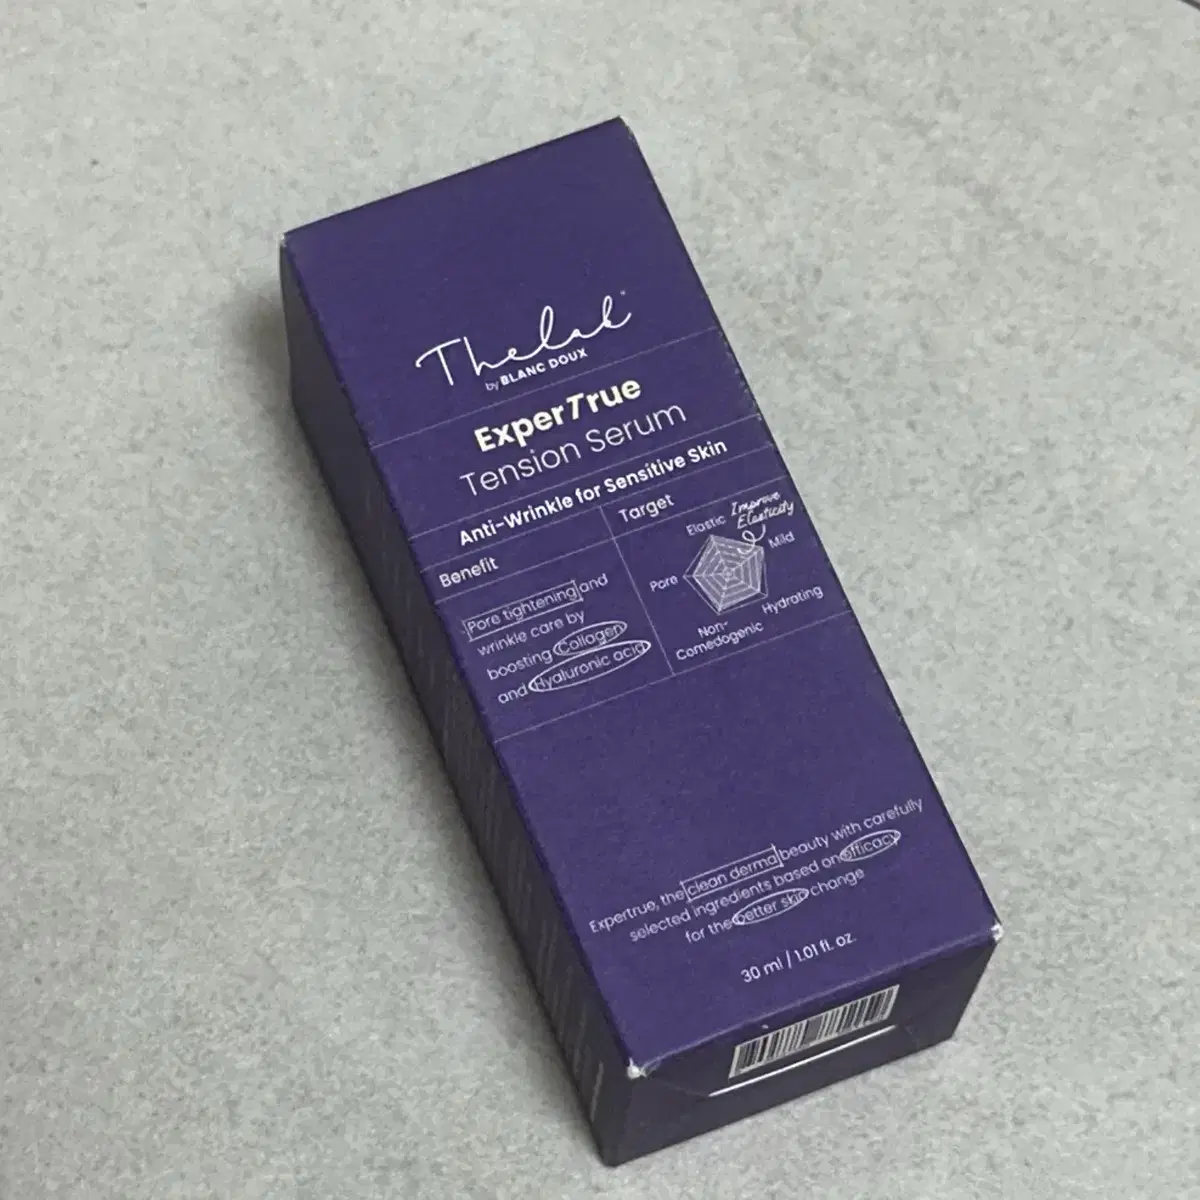 Thelal
by BLANC DOUX
ExperTrue
Tension Serum
Anti-Wrinkle for Sensitive Skin
Benefit
Pore tightening and
wrinkle care by
boosting Collagen
and Hyaluronic acid
Target
Improve
Elasticity
Elastic
Mild
Pore
Hydrating
Non-
Comedogenic
Expertrue, the clean derma beauty with carefully
selected ingredients based on efficacy
for the better skin change
30 ml / 1.01 fl. oz.